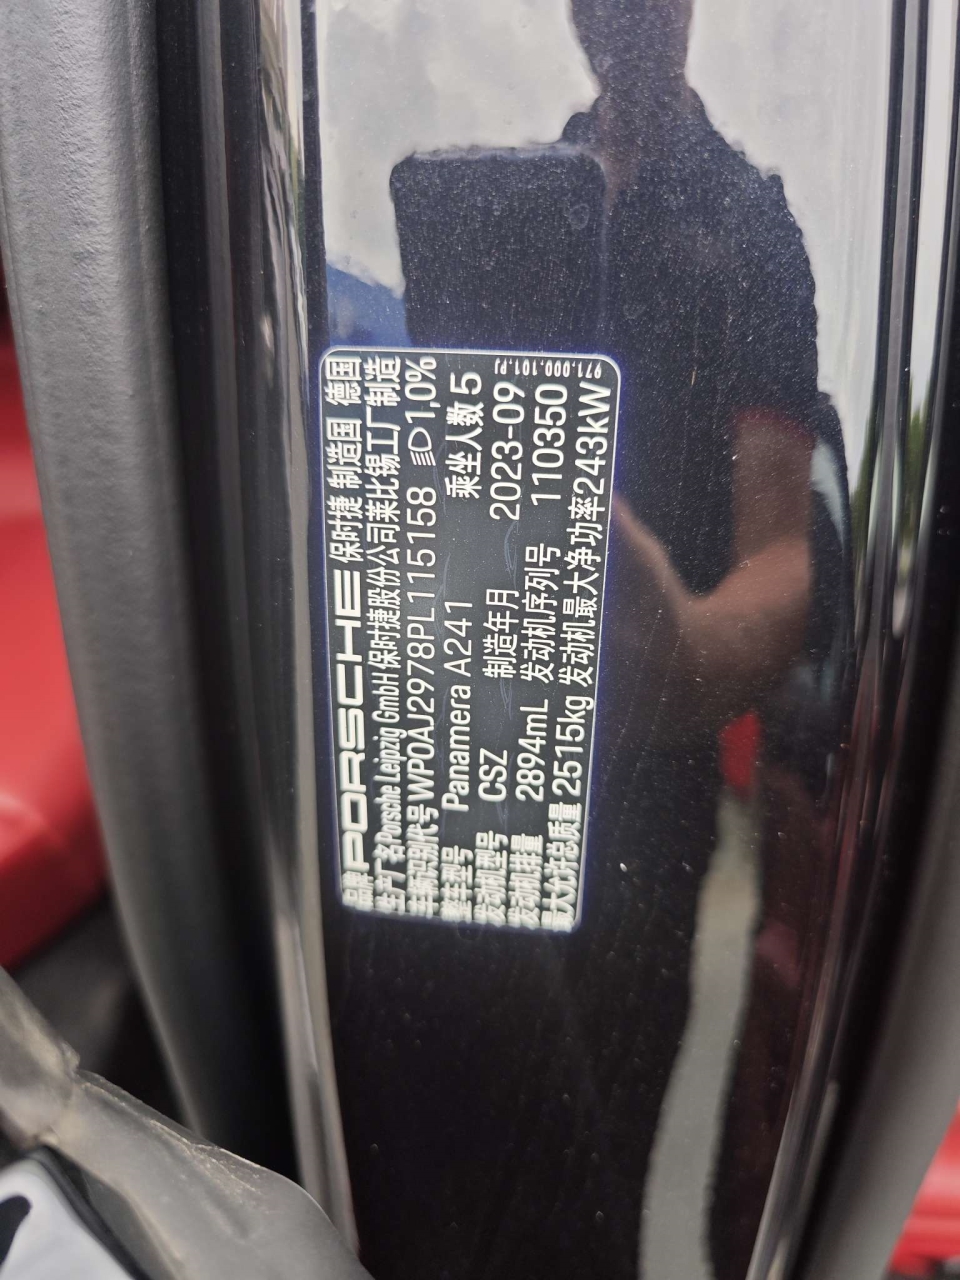 品牌 PORSCHE 保时捷 制造国 德国
生产厂名 Porsche Leipzig GmbH 保时捷股份公司莱比锡工厂制造
车辆识别代号 WP0AJ2978PL115158 1,0%
整车型号 Panamera A241 乘坐人数 5
发动机型号 CSZ 制造年月 2023-09
发动机排量 2894mL 发动机序列号 110350
最大允许总质量 2515kg 发动机最大净功率 243kW
971.000.101.PJ